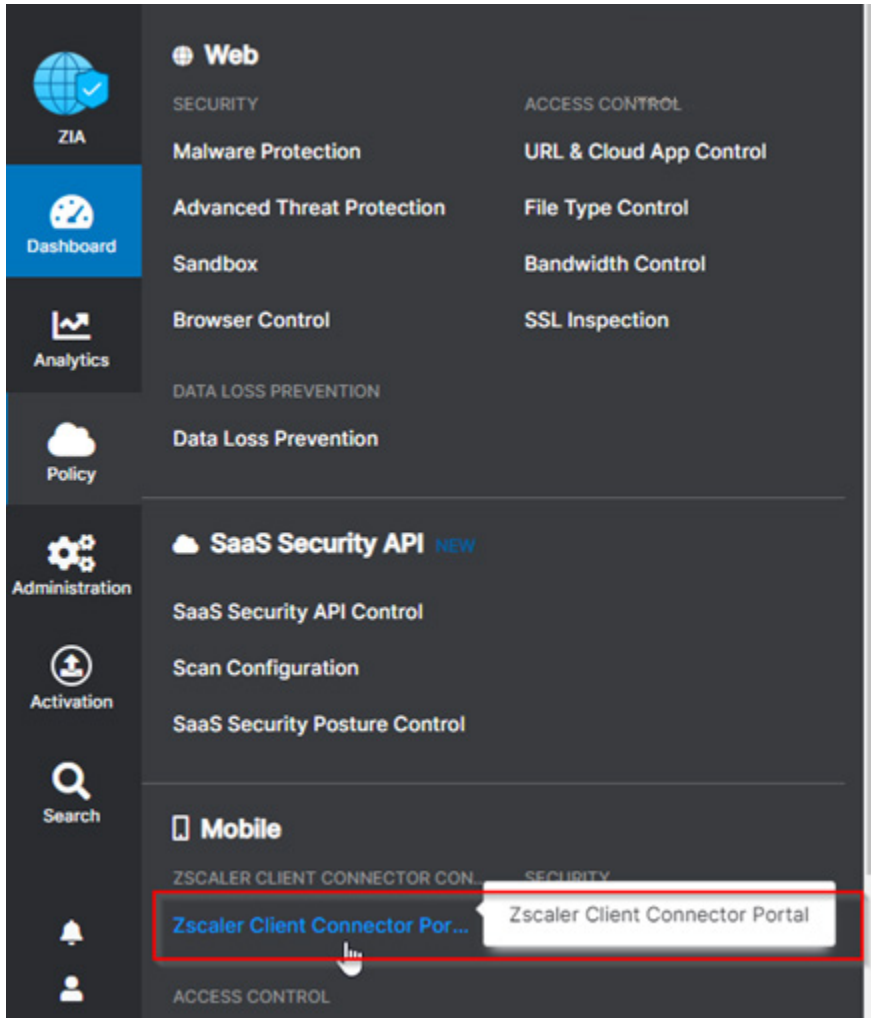 ZIA
Dashboard
Analytics
Policy
Administration
Activation
Search
Web
SECURITY
Malware Protection
Advanced Threat Protection
Sandbox
Browser Control
ACCESS CONTROL
URL & Cloud App Control
File Type Control
Bandwidth Control
SSL Inspection
DATA LOSS PREVENTION
Data Loss Prevention
SaaS Security API NEW
SaaS Security API Control
Scan Configuration
SaaS Security Posture Control
Mobile
ZSCALER CLIENT CONNECTOR CON...
Zscaler Client Connector Por...
SECURITY
Zscaler Client Connector Portal
ACCESS CONTROL